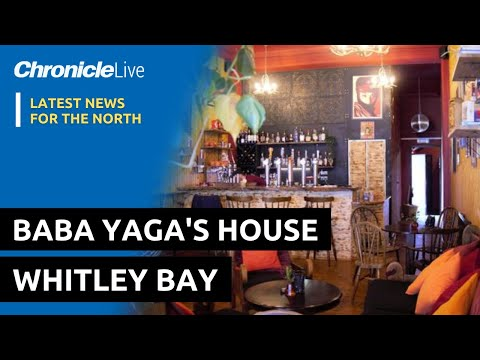 ChronicleLive
LATEST NEWS
FOR THE NORTH
BABA YAGA'S HOUSE
WHITLEY BAY